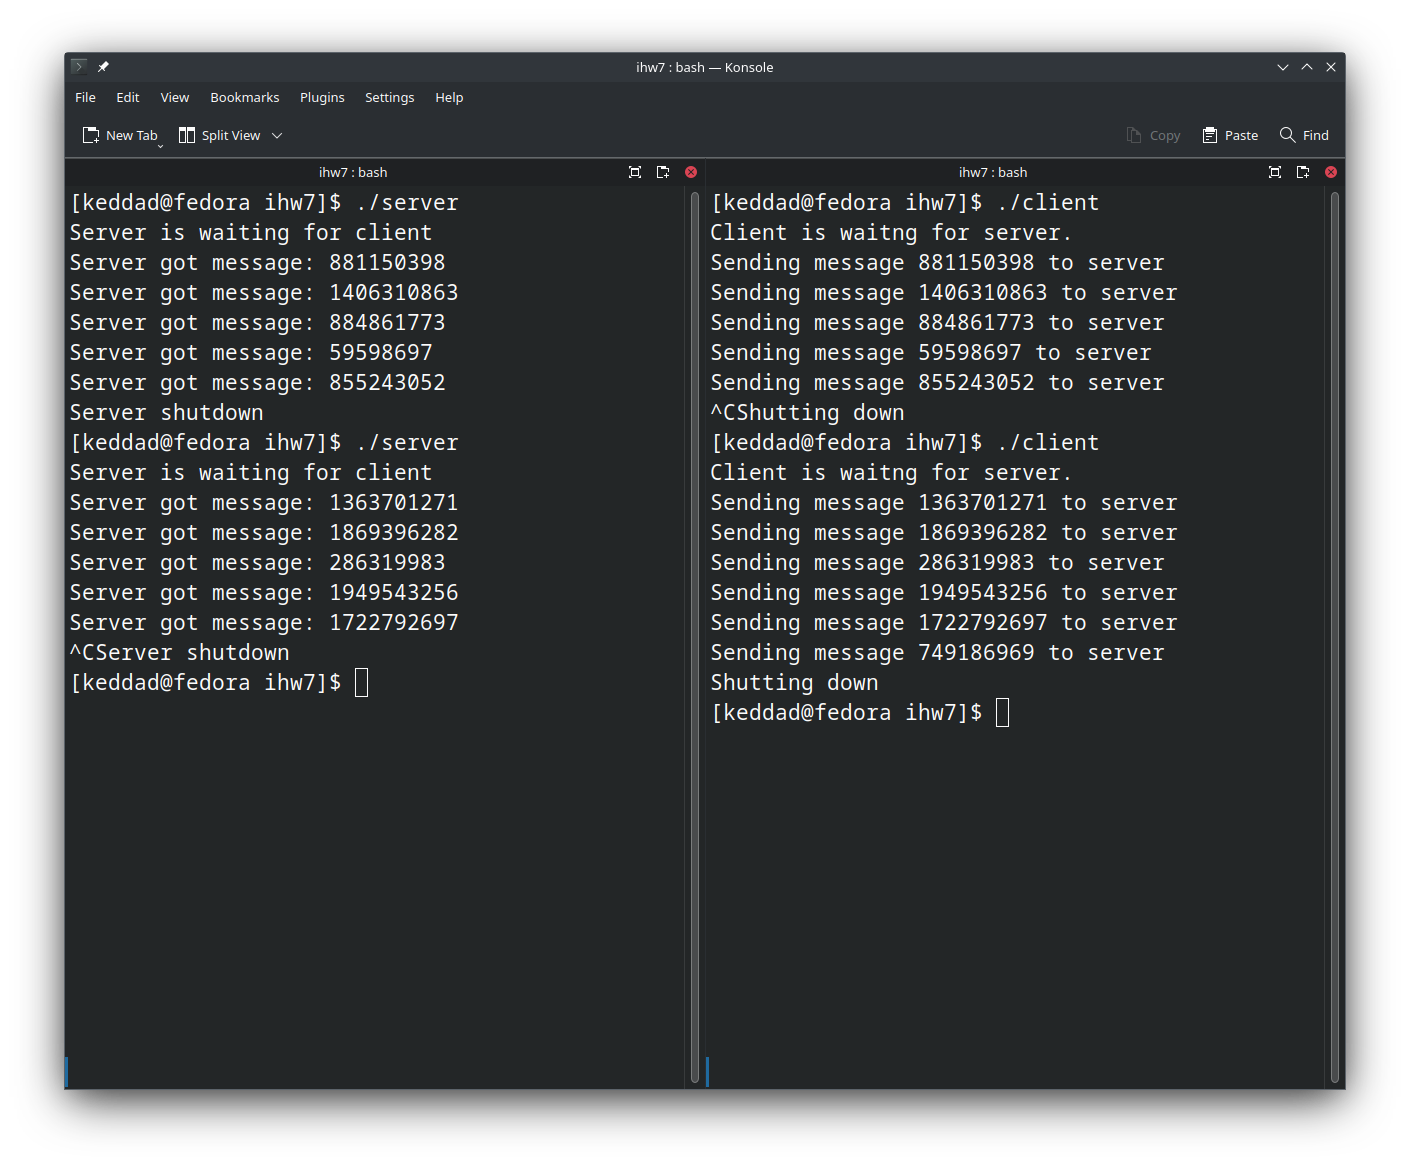 ihw7 : bash — Konsole
File Edit View Bookmarks Plugins Settings Help
New Tab Split View Copy Paste Find
ihw7 : bash
[keddad@fedora ihw7]$ ./server
Server is waiting for client
Server got message: 881150398
Server got message: 1406310863
Server got message: 884861773
Server got message: 59598697
Server got message: 855243052
Server shutdown
[keddad@fedora ihw7]$ ./server
Server is waiting for client
Server got message: 1363701271
Server got message: 1869396282
Server got message: 286319983
Server got message: 1949543256
Server got message: 1722792697
^CServer shutdown
[keddad@fedora ihw7]$
ihw7 : bash
[keddad@fedora ihw7]$ ./client
Client is waitng for server.
Sending message 881150398 to server
Sending message 1406310863 to server
Sending message 884861773 to server
Sending message 59598697 to server
Sending message 855243052 to server
^CShutting down
[keddad@fedora ihw7]$ ./client
Client is waitng for server.
Sending message 1363701271 to server
Sending message 1869396282 to server
Sending message 286319983 to server
Sending message 1949543256 to server
Sending message 1722792697 to server
Sending message 749186969 to server
Shutting down
[keddad@fedora ihw7]$